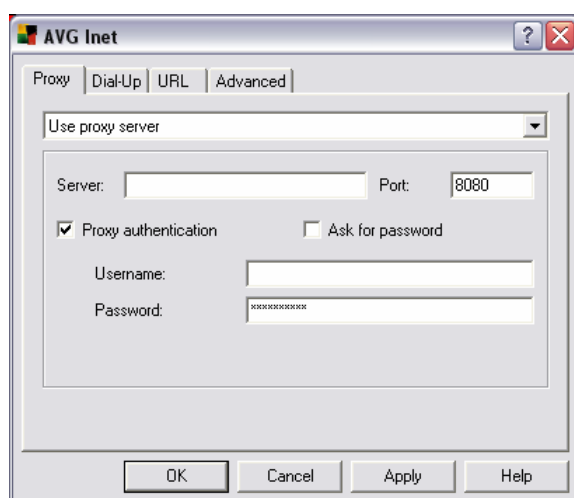 AVG Inet
Proxy Dial-Up URL Advanced
Use proxy server
Server: Port: 8080
Proxy authentication Ask for password
Username:
Password: **********
OK Cancel Apply Help